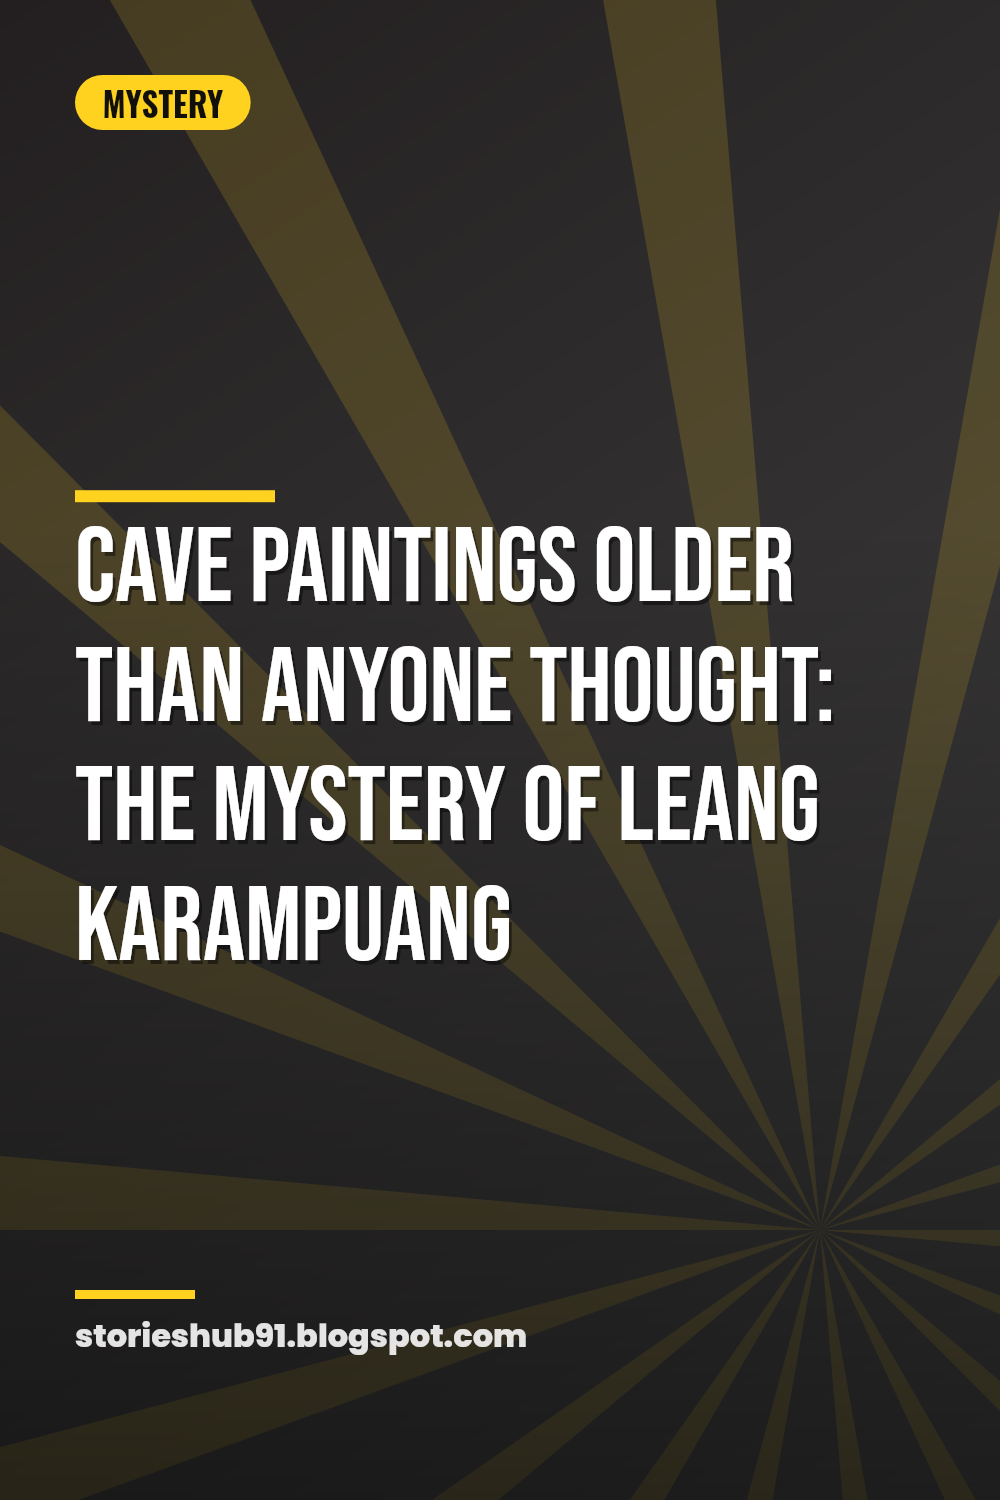 MYSTERY
CAVE PAINTINGS OLDER
THAN ANYONE THOUGHT:
THE MYSTERY OF LEANG
KARAMPUANG
storieshub91.blogspot.com